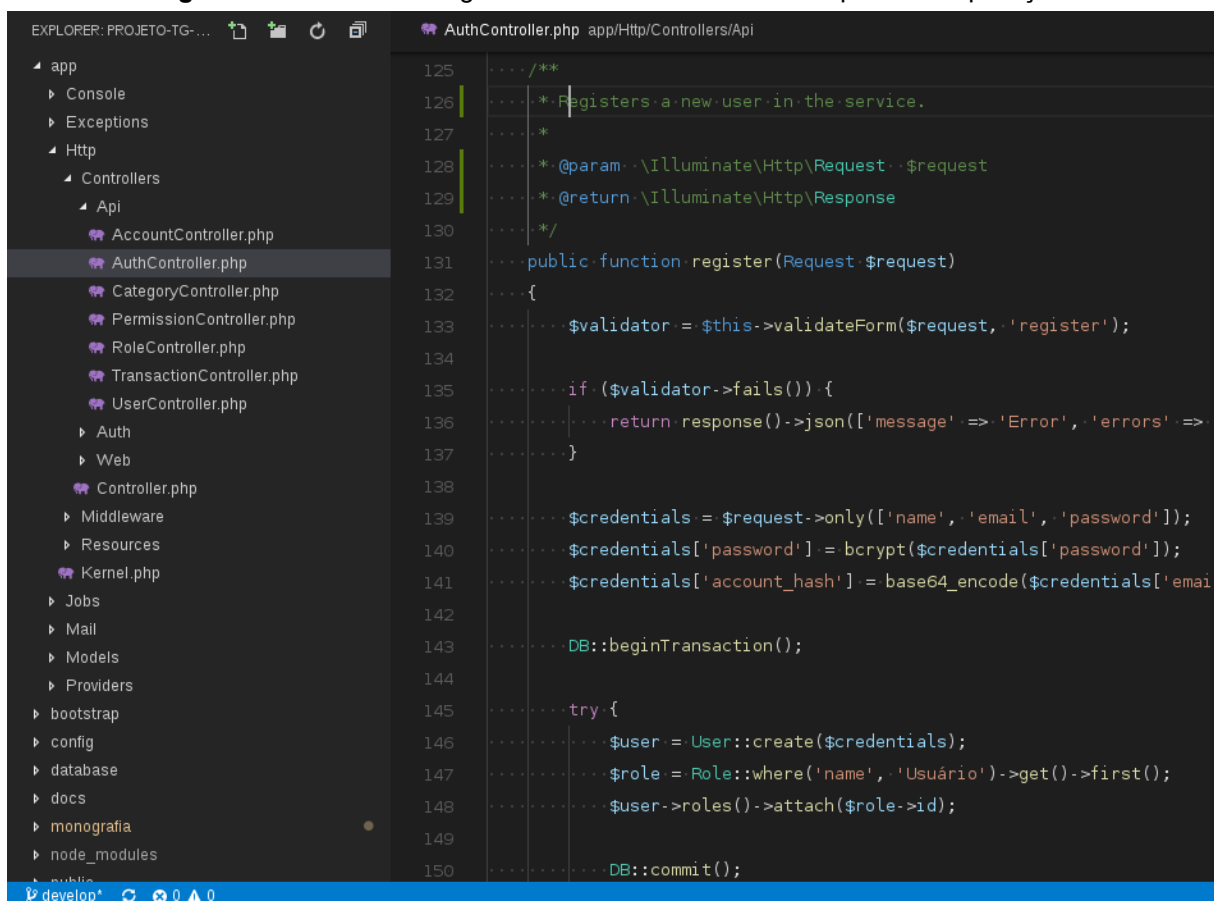 EXPLORER: PROJETO-TG-...
app
Console
Exceptions
Http
Controllers
Api
AccountController.php
AuthController.php
CategoryController.php
PermissionController.php
RoleController.php
TransactionController.php
UserController.php
Auth
Web
Controller.php
Middleware
Resources
Kernel.php
Jobs
Mail
Models
Providers
bootstrap
config
database
docs
monografia
node_modules
public
develop* 0 0
AuthController.php app/Http/Controllers/Api
125 /**
126 * Registers a new user in the service.
127 *
128 * @param \Illuminate\Http\Request $request
129 * @return \Illuminate\Http\Response
130 */
131 public function register(Request $request)
132 {
133 $validator = $this->validateForm($request, 'register');
134
135 if ($validator->fails()) {
136 return response()->json(['message' => 'Error', 'errors' =>
137 }
138
139 $credentials = $request->only(['name', 'email', 'password']);
140 $credentials['password'] = bcrypt($credentials['password']);
141 $credentials['account_hash'] = base64_encode($credentials['emai
142
143 DB::beginTransaction();
144
145 try {
146 $user = User::create($credentials);
147 $role = Role::where('name', 'Usuário')->get()->first();
148 $user->roles()->attach($role->id);
149
150 DB::commit();